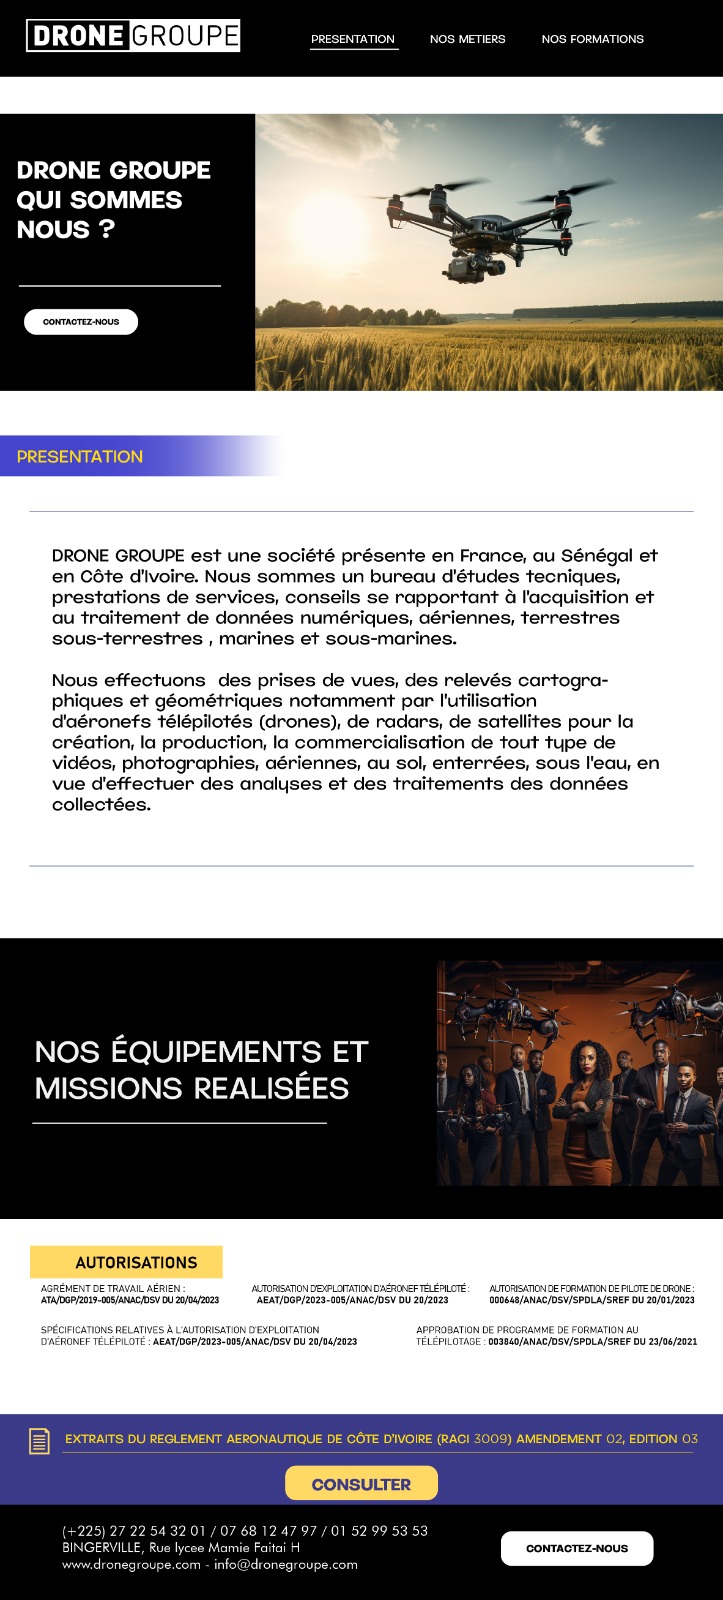 DRONE GROUPE
PRESENTATION NOS METIERS NOS FORMATIONS
DRONE GROUPE
QUI SOMMES
NOUS ?
CONTACTEZ-NOUS
PRESENTATION
DRONE GROUPE est une société présente en France, au Sénégal et
en Côte d'Ivoire. Nous sommes un bureau d'études tecniques,
prestations de services, conseils se rapportant à l'acquisition et
au traitement de données numériques, aériennes, terrestres
sous-terrestres , marines et sous-marines.
Nous effectuons des prises de vues, des relevés cartogra-
phiques et géométriques notamment par l'utilisation
d'aéronefs télépilotés (drones), de radars, de satellites pour la
création, la production, la commercialisation de tout type de
vidéos, photographies, aériennes, au sol, enterrées, sous l'eau, en
vue d'effectuer des analyses et des traitements des données
collectées.
NOS ÉQUIPEMENTS ET
MISSIONS REALISÉES
AUTORISATIONS
AGRÉMENT DE TRAVAIL AÉRIEN :
ATA/DGP/2019-005/ANAC/DSV DU 20/04/2023
AUTORISATION D'EXPLOITATION D'AÉRONEF TÉLÉPILOTÉ :
AEAT/DGP/2023-005/ANAC/DSV DU 20/2023
AUTORISATION DE FORMATION DE PILOTE DE DRONE :
000648/ANAC/DSV/SPDLA/SREF DU 20/01/2023
SPÉCIFICATIONS RELATIVES À L'AUTORISATION D'EXPLOITATION
D'AÉRONEF TÉLÉPILOTÉ : AEAT/DGP/2023-005/ANAC/DSV DU 20/04/2023
APPROBATION DE PROGRAMME DE FORMATION AU
TÉLÉPILOTAGE : 003840/ANAC/DSV/SPDLA/SREF DU 23/06/2021
EXTRAITS DU REGLEMENT AERONAUTIQUE DE CÔTE D'IVOIRE (RACI 3009) AMENDEMENT 02, EDITION 03
CONSULTER
(+225) 27 22 54 32 01 / 07 68 12 47 97 / 01 52 99 53 53
BINGERVILLE, Rue lycee Mamie Faitai H
www.dronegroupe.com - info@dronegroupe.com
CONTACTEZ-NOUS